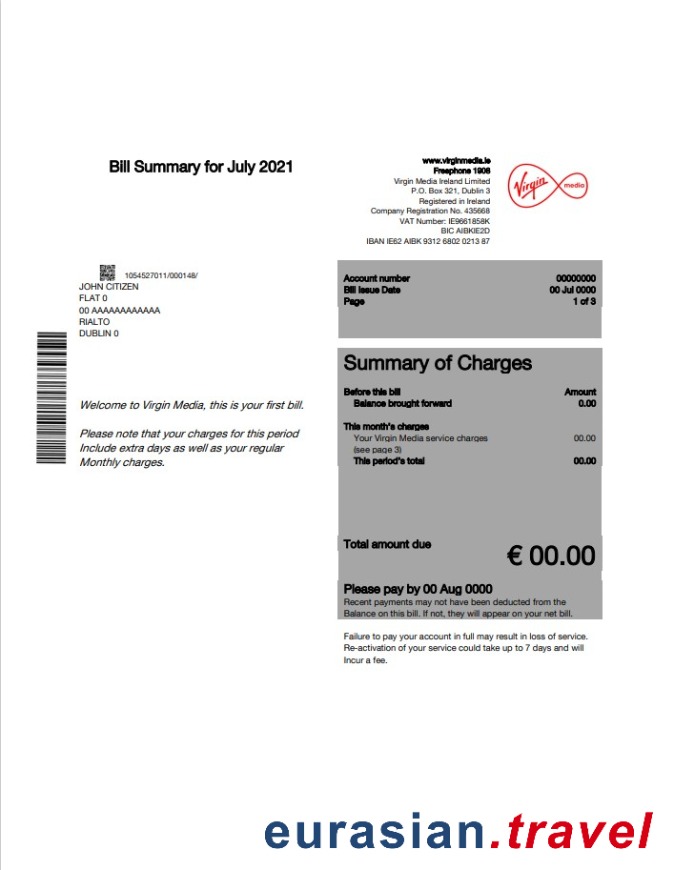 Bill Summary for July 2021
www.virginmedia.ie
Freephone 1908
Virgin Media Ireland Limited
P.O. Box 321, Dublin 3
Registered in Ireland
Company Registration No. 435668
VAT Number: IE9661858K
BIC AIBKIE2D
IBAN IE62 AIBK 9312 6802 0213 87
Virgin media
1054527011/000148/
JOHN CITIZEN
FLAT 0
00 AAAAAAAAAAAA
RIALTO
DUBLIN 0
Account number 00000000
Bill Issue Date 00 Jul 0000
Page 1 of 3
Welcome to Virgin Media, this is your first bill.
Please note that your charges for this period
Include extra days as well as your regular
Monthly charges.
Summary of Charges
Before this bill Amount
Balance brought forward 0.00
This month's charges
Your Virgin Media service charges 00.00
(see page 3)
This period's total 00.00
Total amount due
€ 00.00
Please pay by 00 Aug 0000
Recent payments may not have been deducted from the
Balance on this bill. If not, they will appear on your net bill.
Failure to pay your account in full may result in loss of service.
Re-activation of your service could take up to 7 days and will
Incur a fee.
eurasian.travel